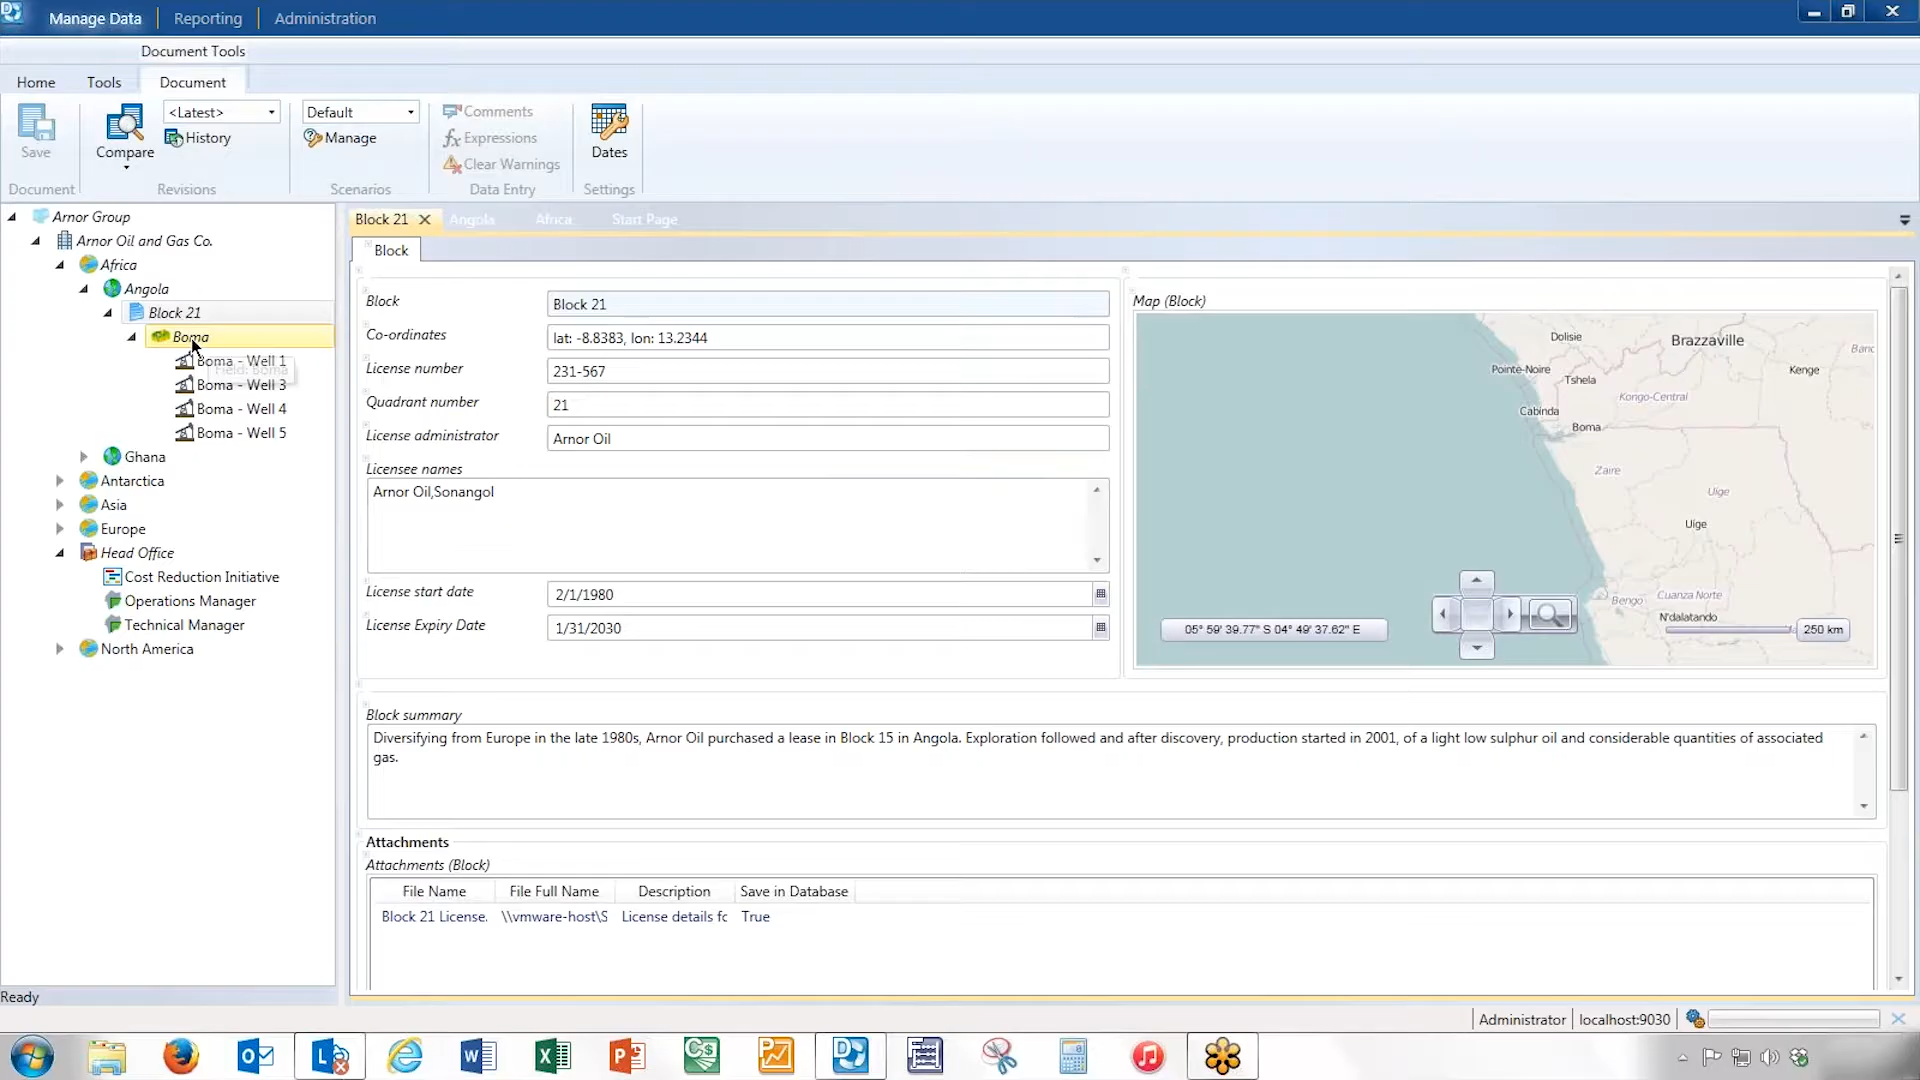 Manage Data
Reporting
Administration
Document Tools
Home
Tools
Document
Save
Compare
<Latest>
History
Default
Manage
Comments
fx Expressions
Clear Warnings
Dates
Document
Revisions
Scenarios
Data Entry
Settings
Arnor Group
Arnor Oil and Gas Co.
Africa
Angola
Block 21
Boma
Boma - Well 1
Field: Boma
Boma - Well 3
Boma - Well 4
Boma - Well 5
Ghana
Antarctica
Asia
Europe
Head Office
Cost Reduction Initiative
Operations Manager
Technical Manager
North America
Ready
Block 21
Angola
Africa
Start Page
Block
Block
Block 21
Co-ordinates
lat: -8.8383, lon: 13.2344
License number
231-567
Quadrant number
21
License administrator
Arnor Oil
Licensee names
Arnor Oil,Sonangol
License start date
2/1/1980
License Expiry Date
1/31/2030
Map (Block)
Dolisie
Brazzaville
Pointe-Noire
Tshela
Kenge
Kongo-Central
Cabinda
Boma
Zaire
Uige
Uige
Cuanza Norte
Bengo
N'dalatando
05° 59' 39.77" S 04° 49' 37.62" E
250 km
Block summary
Diversifying from Europe in the late 1980s, Arnor Oil purchased a lease in Block 15 in Angola. Exploration followed and after discovery, production started in 2001, of a light low sulphur oil and considerable quantities of associated
gas.
Attachments
Attachments (Block)
File Name
File Full Name
Description
Save in Database
Block 21 License.
\\vmware-host\S
License details fc
True
Administrator
localhost:9030